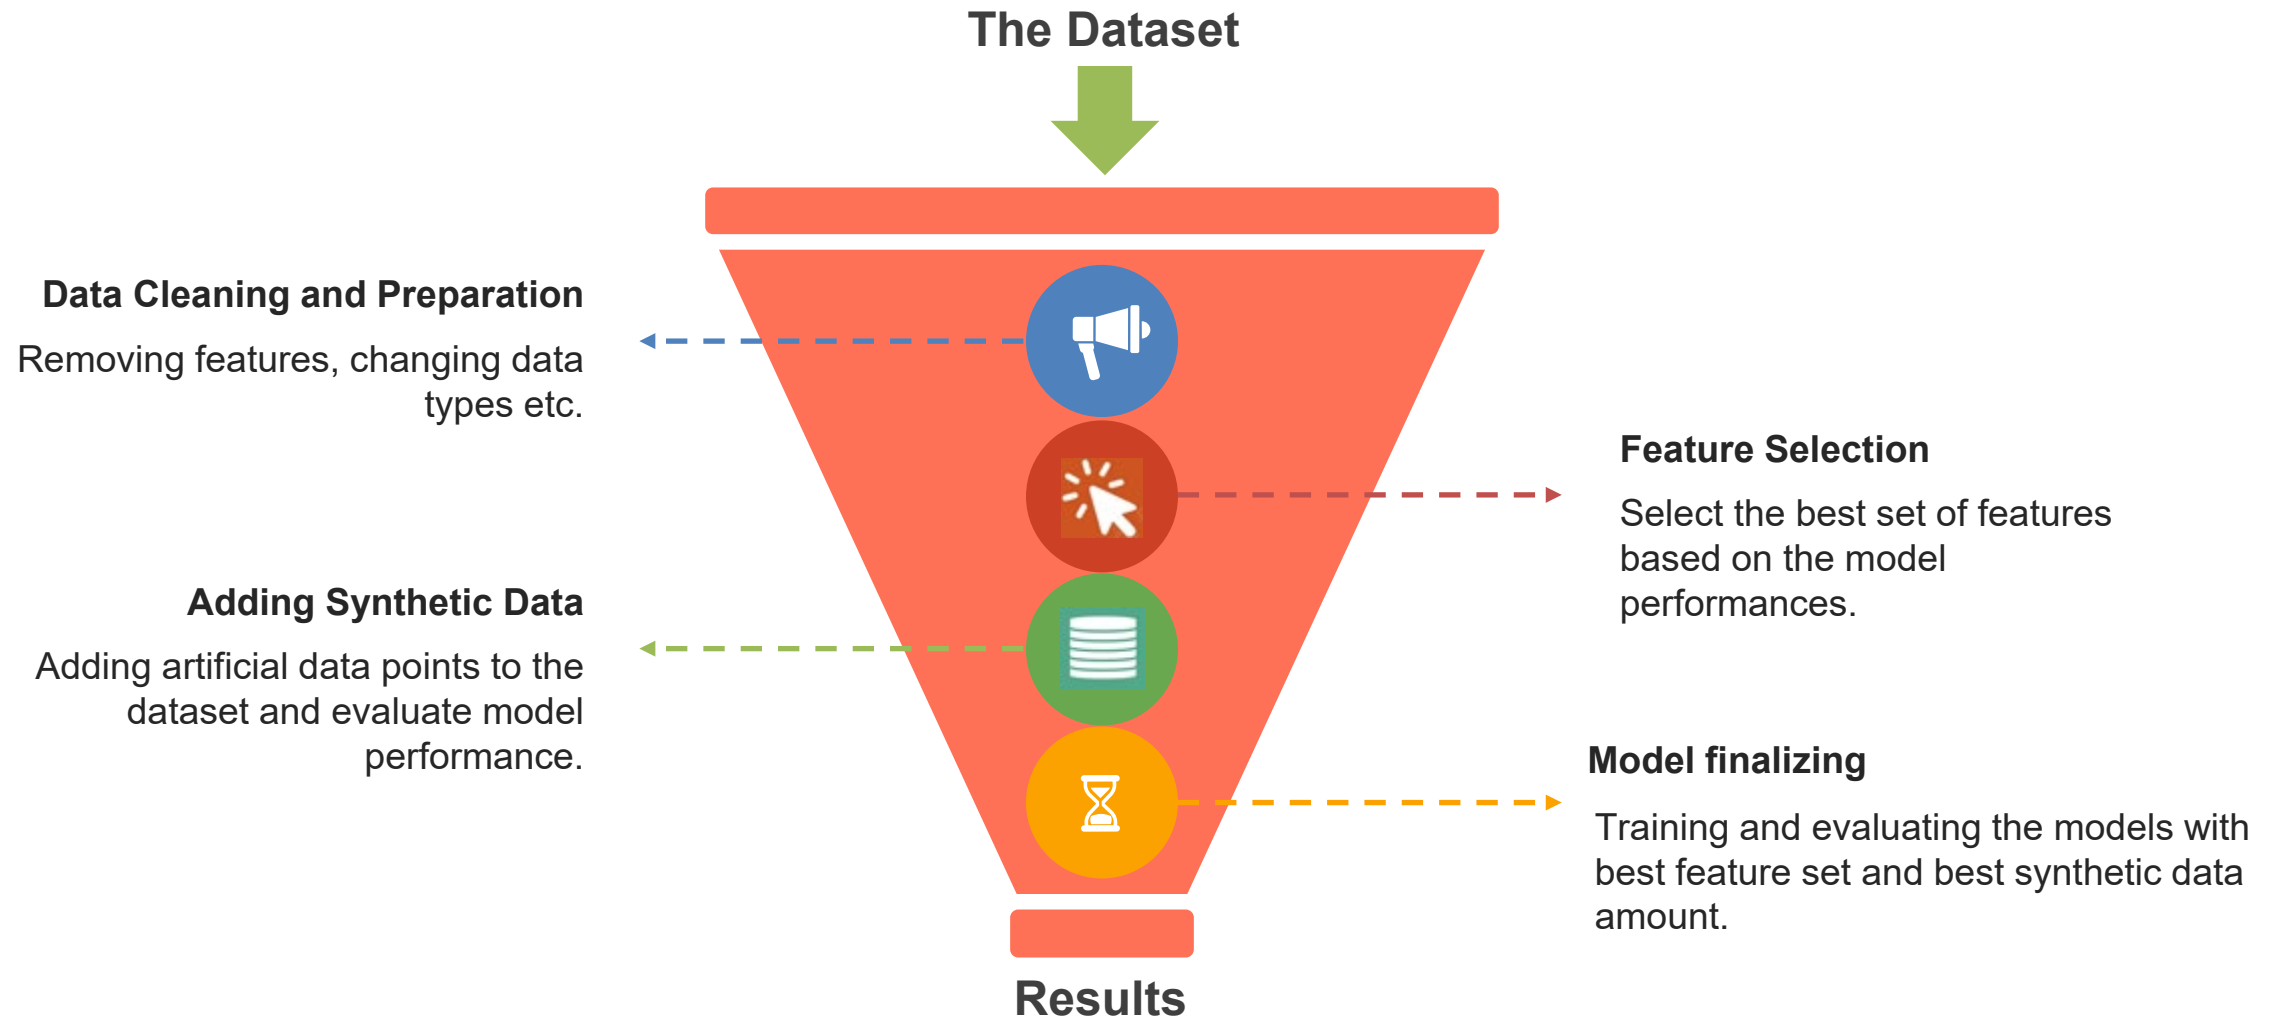 The Dataset
Data Cleaning and Preparation
Removing features, changing data
types etc.
Feature Selection
Select the best set of features
based on the model
performances.
Adding Synthetic Data
Adding artificial data points to the
dataset and evaluate model
performance.
Model finalizing
Training and evaluating the models with
best feature set and best synthetic data
amount.
Results